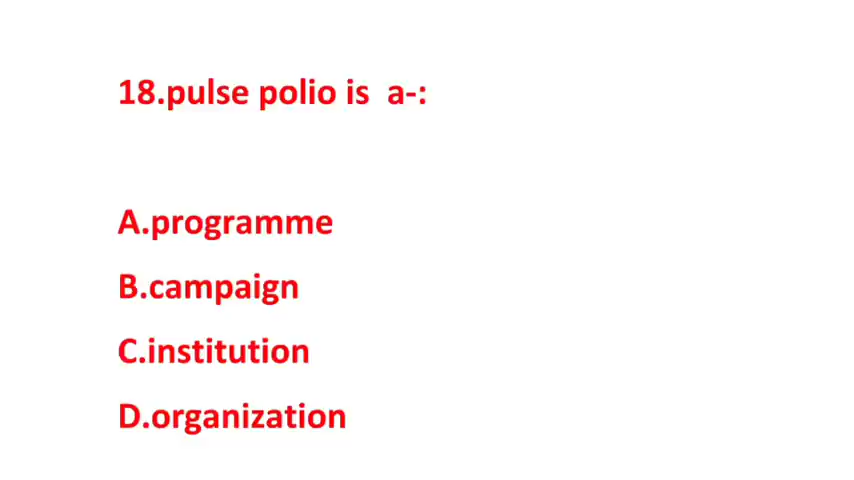 18.pulse polio is  a-:
A.programme
B.campaign
C.institution
D.organization